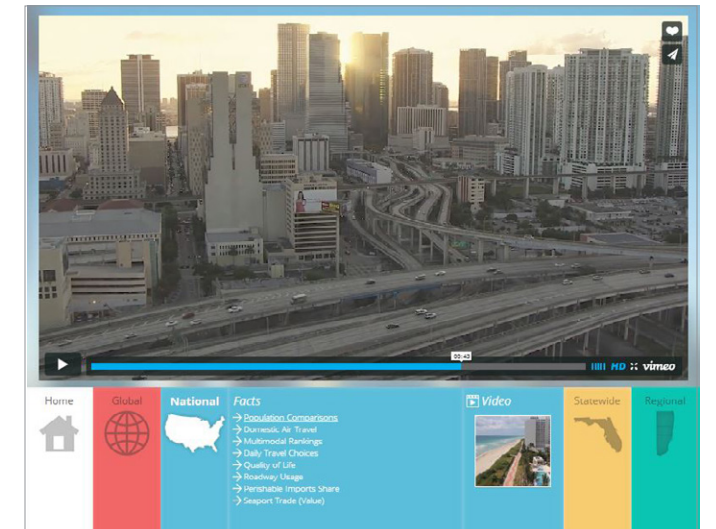 00:43
HD vimeo
Home
Global
National
Facts
Population Comparisons
Domestic Air Travel
Multimodal Rankings
Daily Travel Choices
Quality of Life
Roadway Usage
Perishable Imports Share
Seaport Trade (Value)
Video
Statewide
Regional